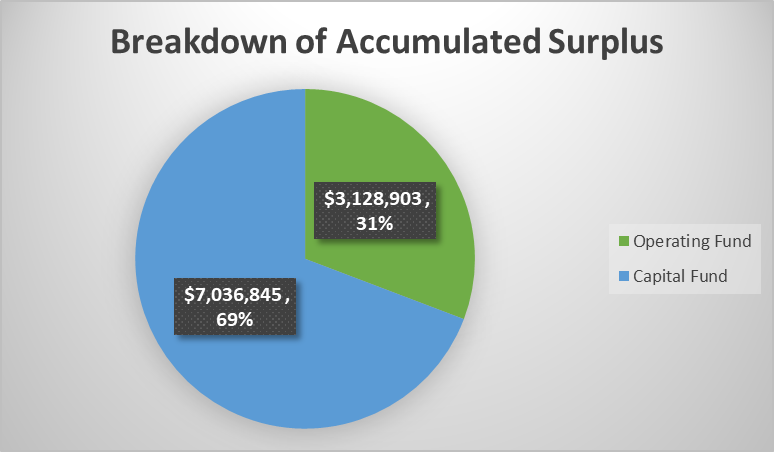 Breakdown of Accumulated Surplus
$3,128,903 ,
31%
$7,036,845 ,
69%
Operating Fund
Capital Fund